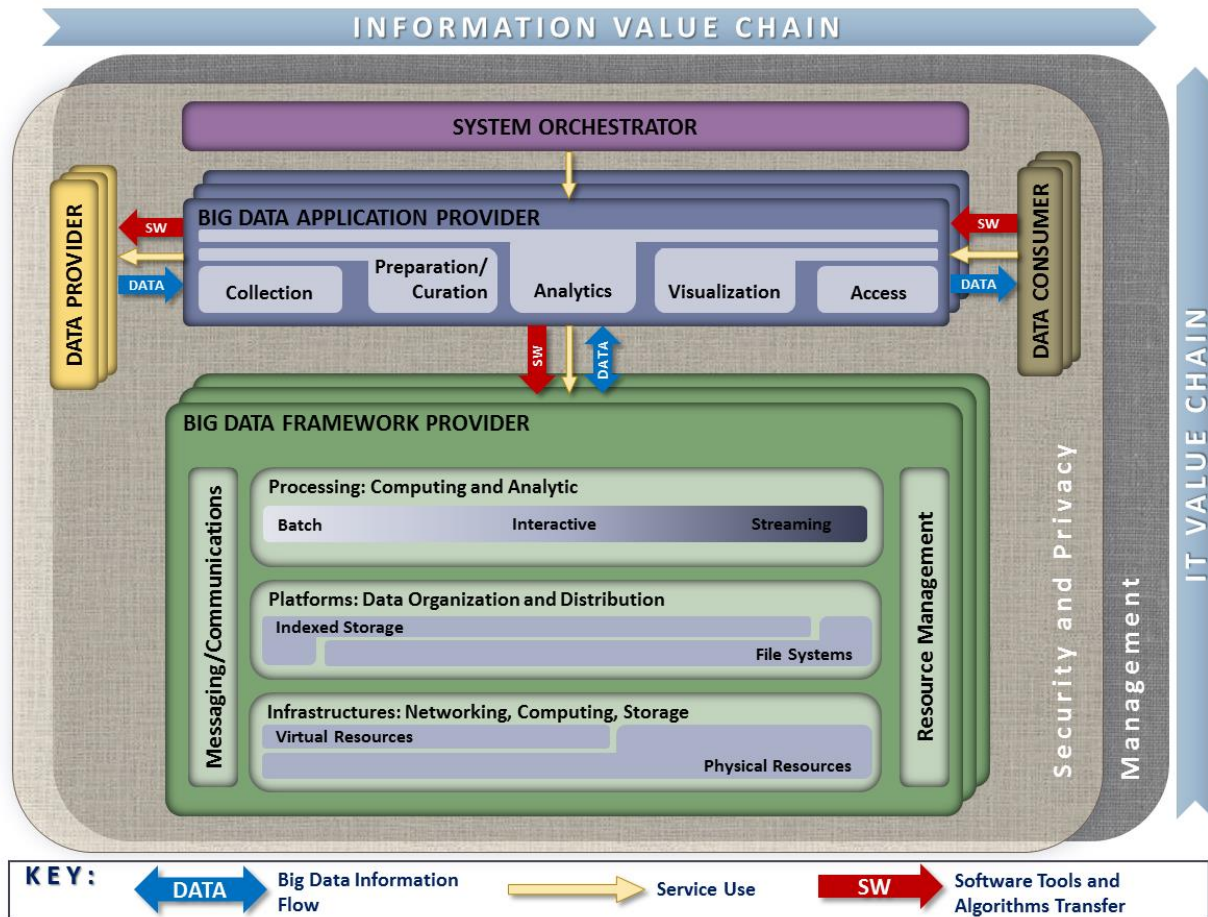 INFORMATION VALUE CHAIN
SYSTEM ORCHESTRATOR
DATA PROVIDER
SW
DATA
BIG DATA APPLICATION PROVIDER
Collection
Preparation/
Curation
Analytics
Visualization
Access
SW
DATA
DATA CONSUMER
SW
DATA
BIG DATA FRAMEWORK PROVIDER
Messaging/Communications
Processing: Computing and Analytic
Batch
Interactive
Streaming
Platforms: Data Organization and Distribution
Indexed Storage
File Systems
Infrastructures: Networking, Computing, Storage
Virtual Resources
Physical Resources
Resource Management
Security and Privacy
Management
IT VALUE CHAIN
KEY:
DATA
Big Data Information
Flow
Service Use
SW
Software Tools and
Algorithms Transfer